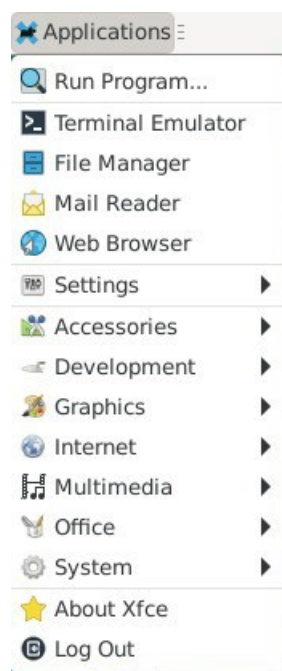 Applications
Run Program...
Terminal Emulator
File Manager
Mail Reader
Web Browser
Settings
Accessories
Development
Graphics
Internet
Multimedia
Office
System
About Xfce
Log Out